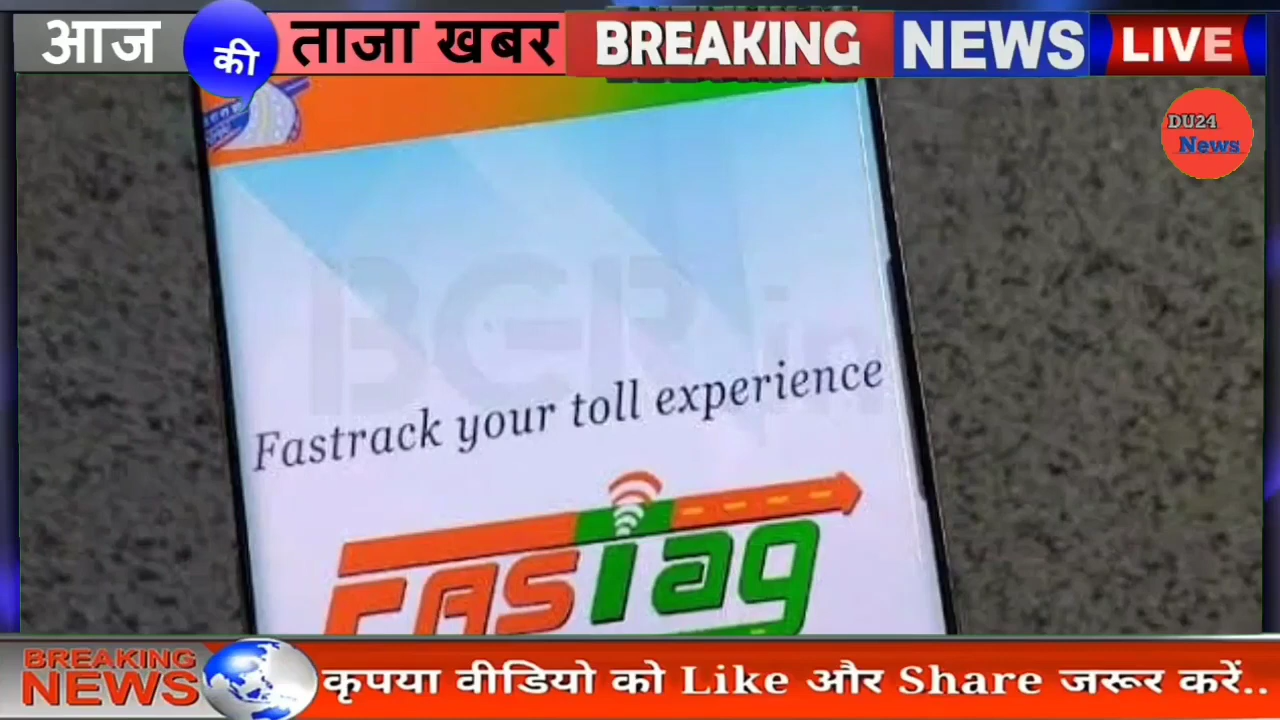 आज की ताजा खबर BREAKING NEWS LIVE
DU24
News
BGR.in
Fastrack your toll experience
FASTag
BREAKING
NEWS
कृपया वीडियो को Like और Share जरूर करें..